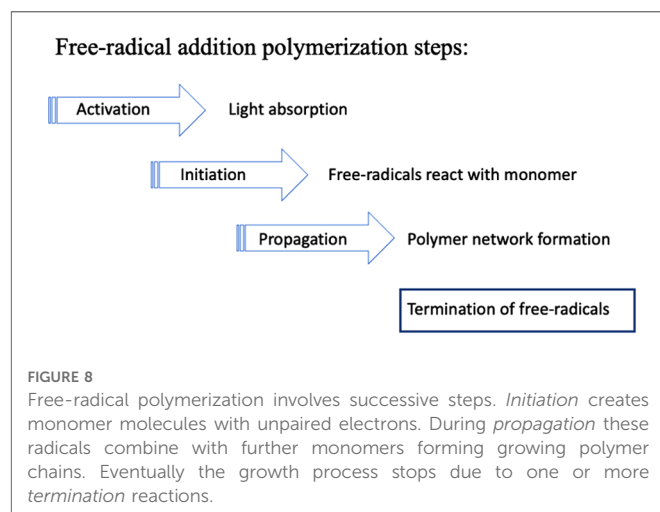 Free-radical addition polymerization steps:
Activation Light absorption
Initiation Free-radicals react with monomer
Propagation Polymer network formation
Termination of free-radicals
FIGURE 8
Free-radical polymerization involves successive steps. Initiation creates
monomer molecules with unpaired electrons. During propagation these
radicals combine with further monomers forming growing polymer
chains. Eventually the growth process stops due to one or more
termination reactions.